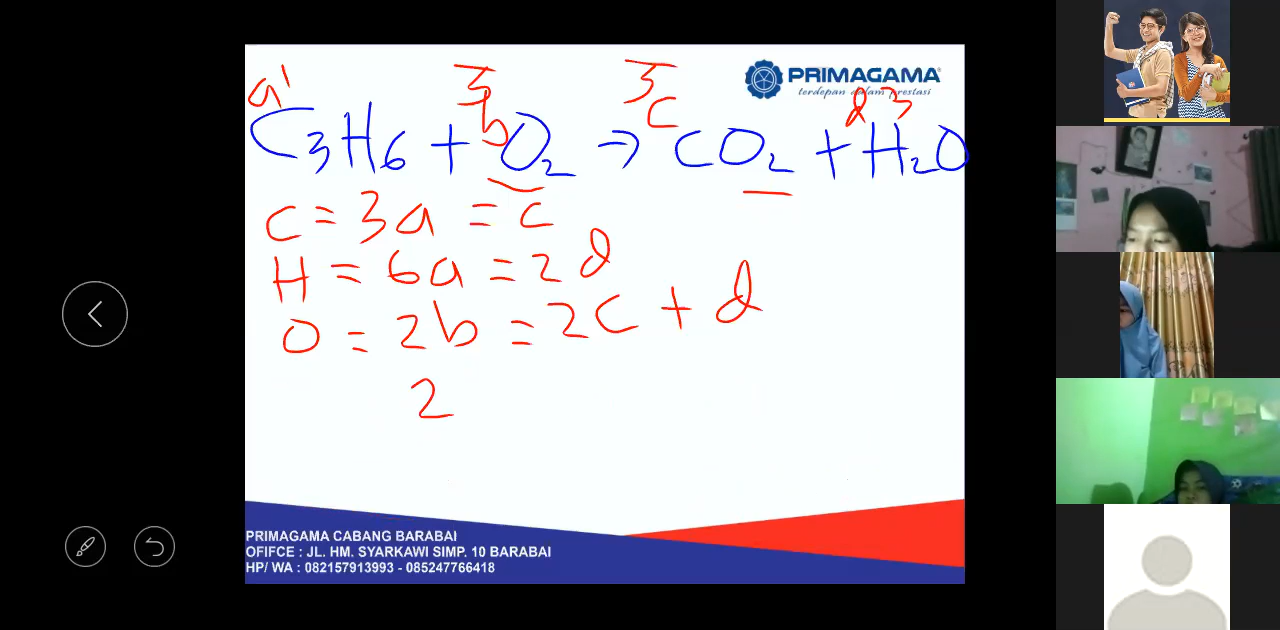 PRIMAGAMA
terdepan dalam prestasi
a 1 3 b 3 c d 3
C3H6 + O2 → CO2 + H2O
C = 3a = c
H = 6a = 2d
O = 2b = 2c + d
2
PRIMAGAMA CABANG BARABAI
OFIFCE : JL. HM. SYARKAWI SIMP. 10 BARABAI
HP/ WA : 082157913993 - 085247766418